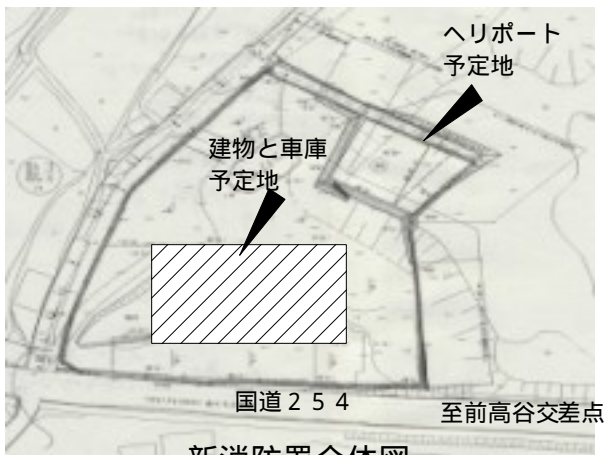 ヘリポート
予定地
建物と車庫
予定地
国道２５４
至前高谷交差点
新消防署全体図